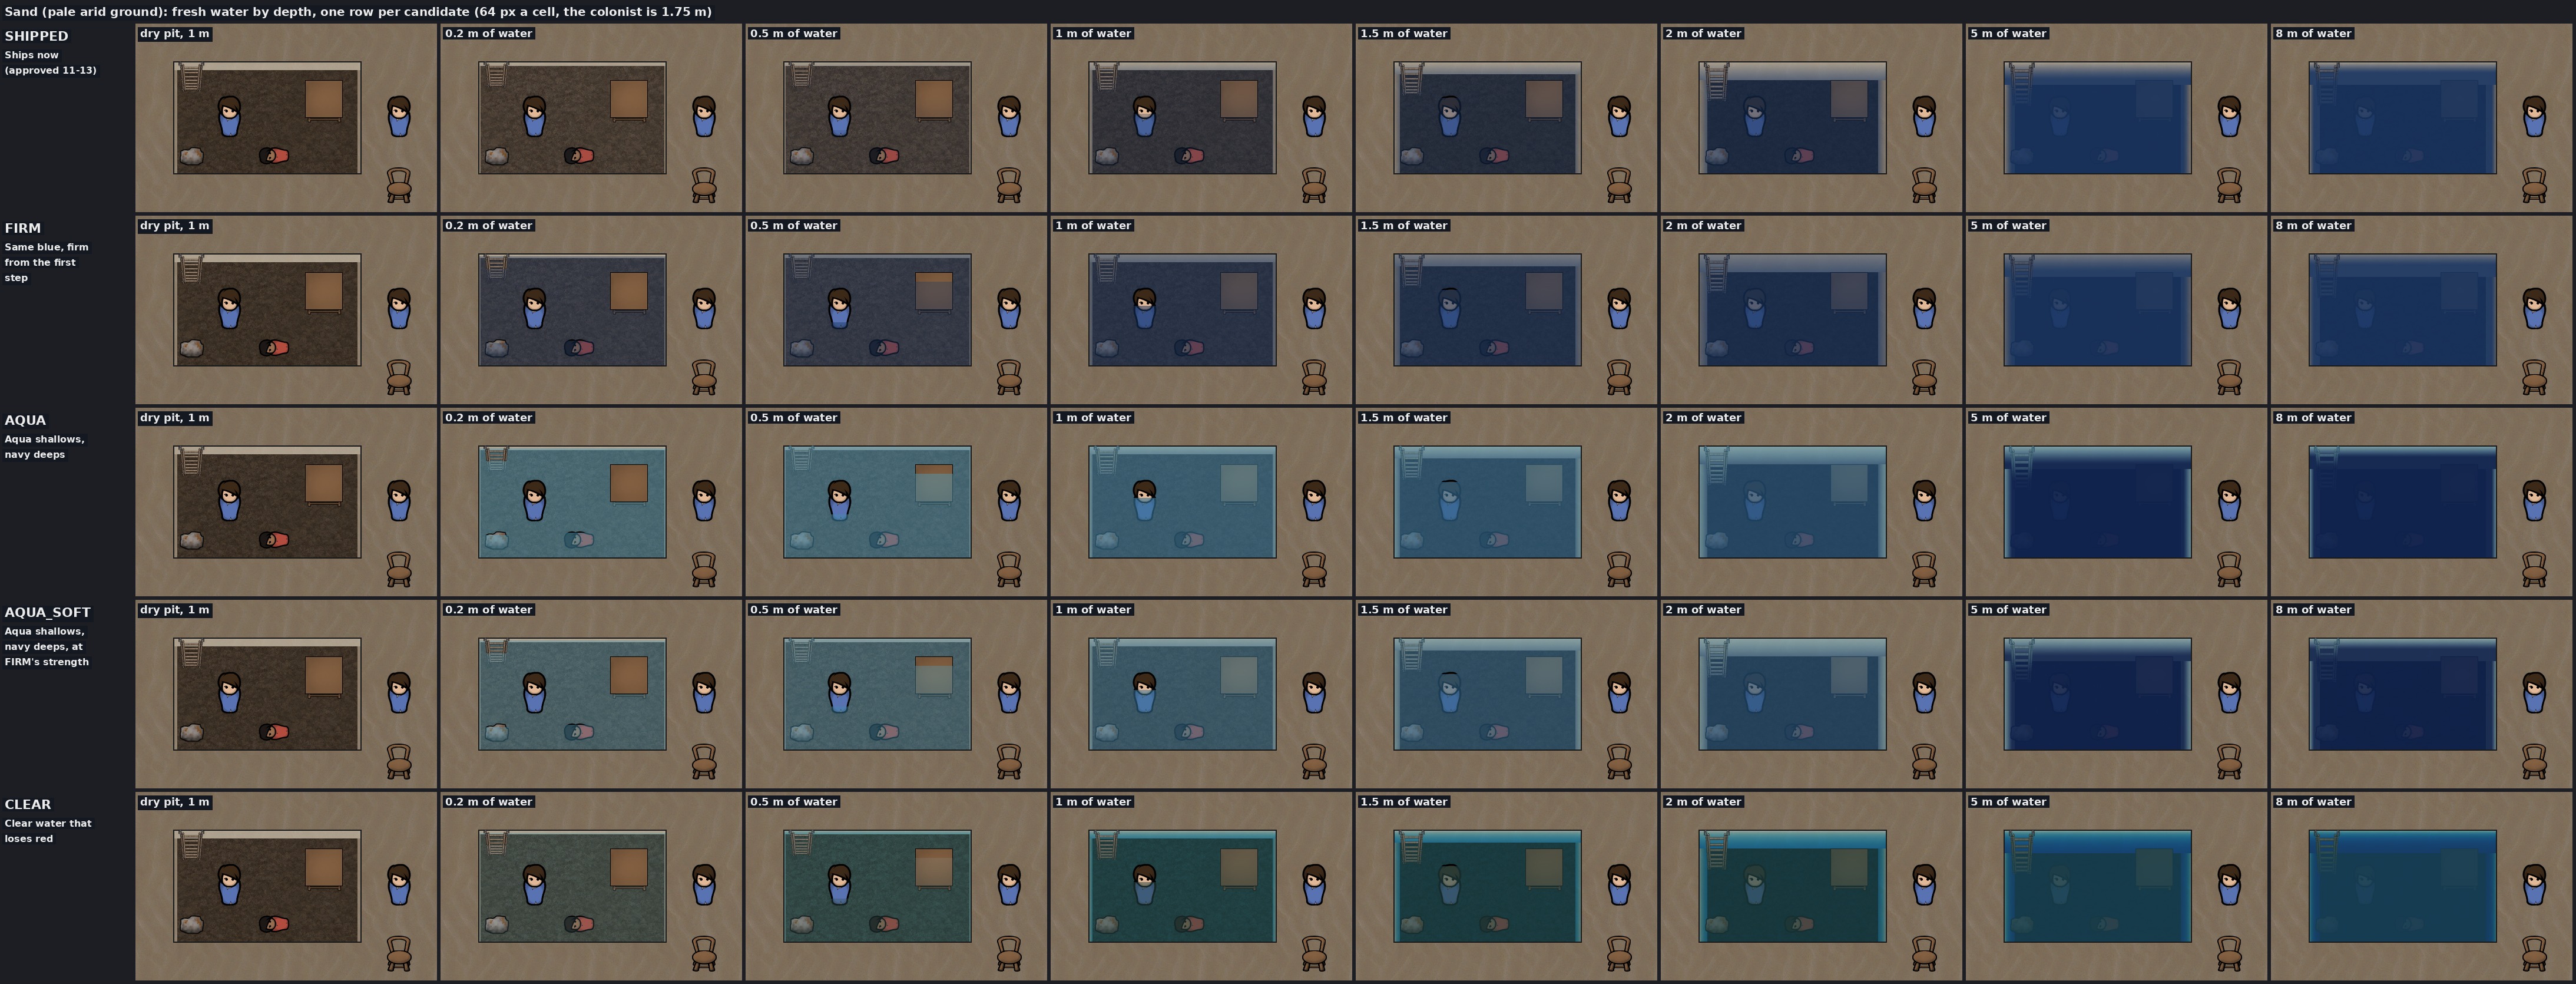 Sand (pale arid ground): fresh water by depth, one row per candidate (64 px a cell, the colonist is 1.75 m)
SHIPPED
Ships now
(approved 11-13)
dry pit, 1 m
0.2 m of water
0.5 m of water
1 m of water
1.5 m of water
2 m of water
5 m of water
8 m of water
FIRM
Same blue, firm
from the first
step
dry pit, 1 m
0.2 m of water
0.5 m of water
1 m of water
1.5 m of water
2 m of water
5 m of water
8 m of water
AQUA
Aqua shallows,
navy deeps
dry pit, 1 m
0.2 m of water
0.5 m of water
1 m of water
1.5 m of water
2 m of water
5 m of water
8 m of water
AQUA_SOFT
Aqua shallows,
navy deeps, at
FIRM's strength
dry pit, 1 m
0.2 m of water
0.5 m of water
1 m of water
1.5 m of water
2 m of water
5 m of water
8 m of water
CLEAR
Clear water that
loses red
dry pit, 1 m
0.2 m of water
0.5 m of water
1 m of water
1.5 m of water
2 m of water
5 m of water
8 m of water